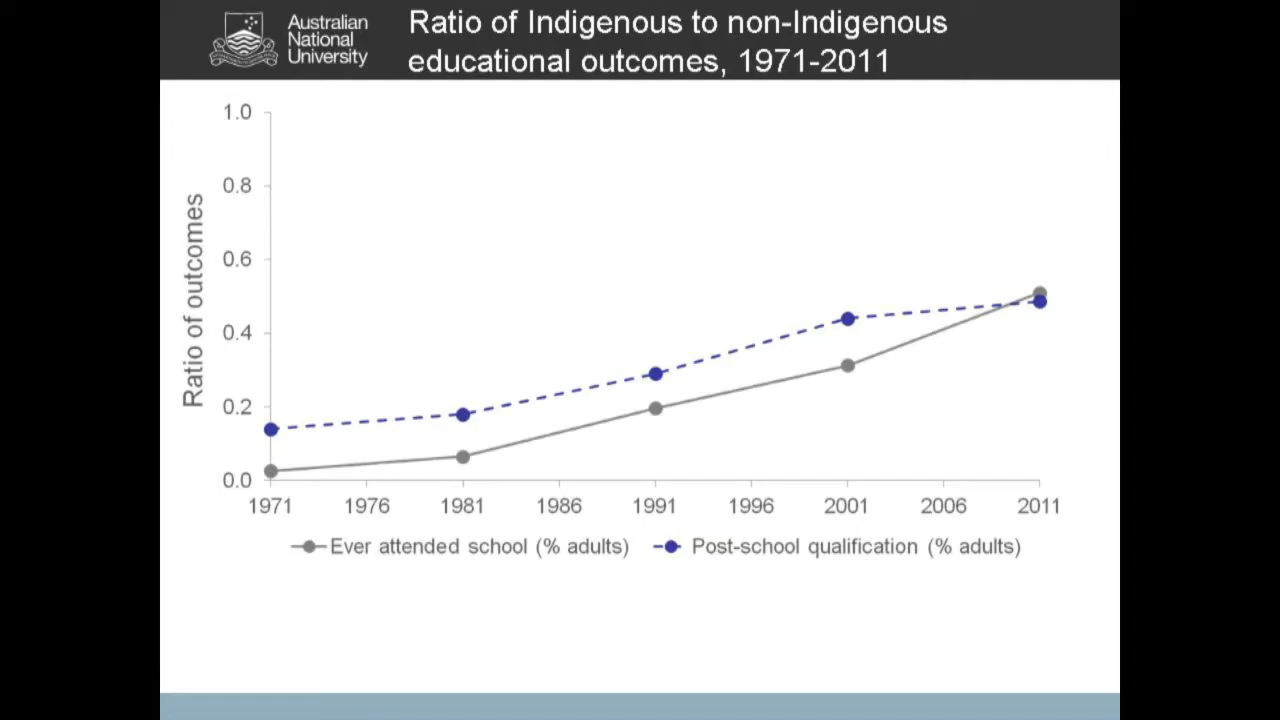 Australian
National
University
Ratio of Indigenous to non-Indigenous
educational outcomes, 1971-2011
Ratio of outcomes
1.0
0.8
0.6
0.4
0.2
0.0
1971 1976 1981 1986 1991 1996 2001 2006 2011
Ever attended school (% adults) Post-school qualification (% adults)